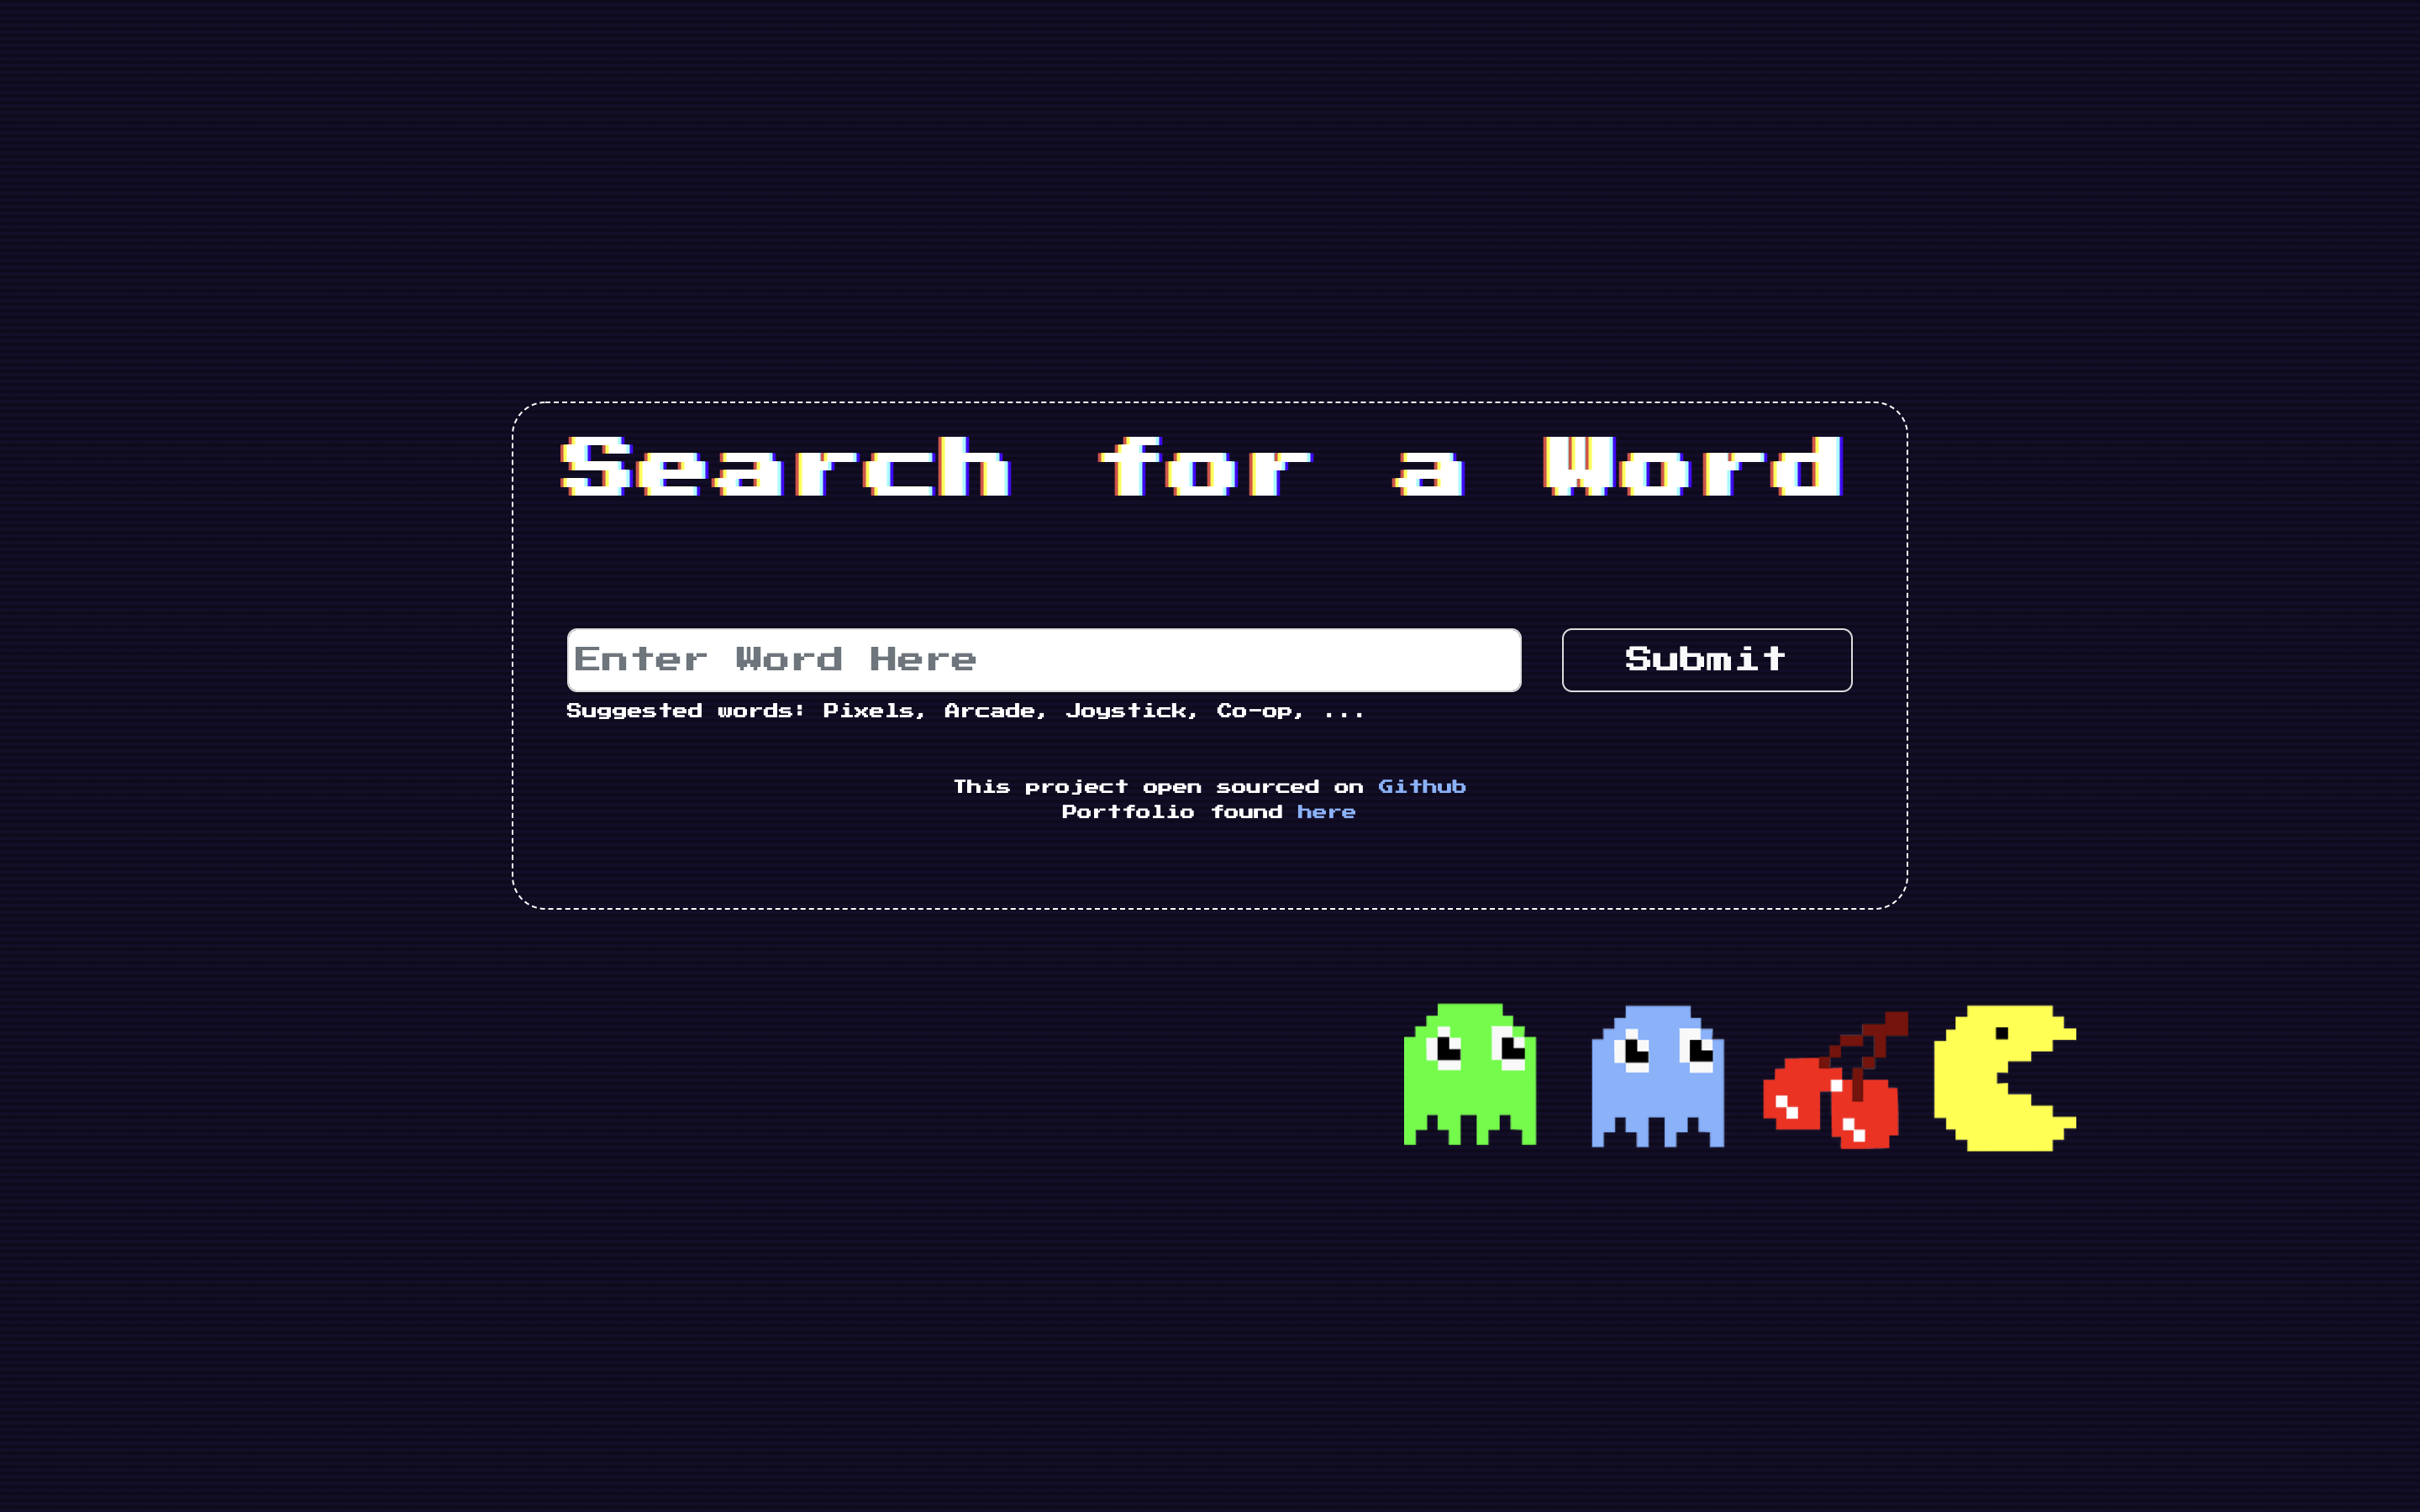 Search for a Word
Enter Word Here
Submit
Suggested words: Pixels, Arcade, Joystick, Co-op, ...
This project open sourced on Github
Portfolio found here